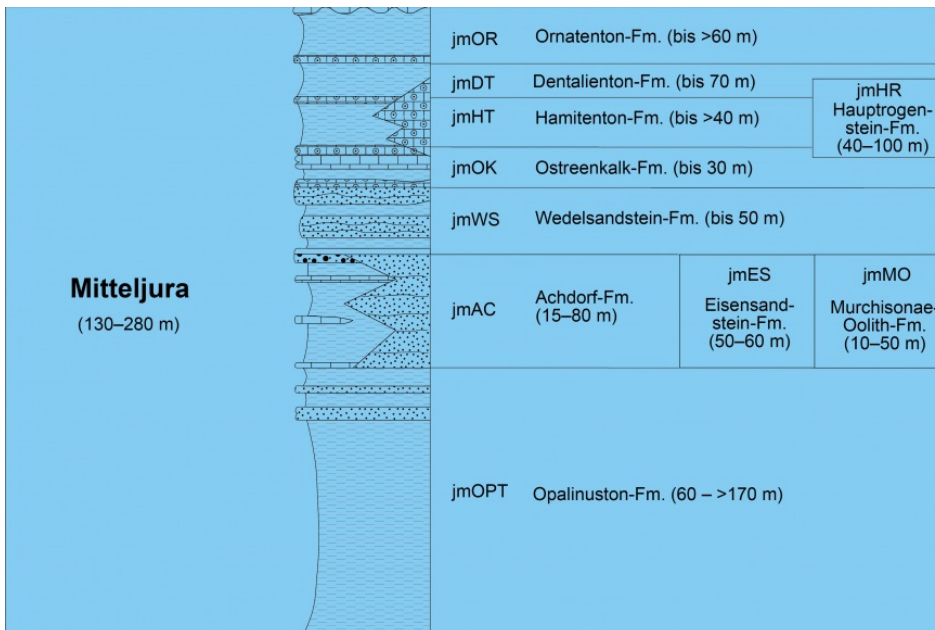 jmOR Ornatenton-Fm. (bis >60 m)
jmDT Dentalienton-Fm. (bis 70 m)
jmHR
Hauptrogen-
stein-Fm.
(40–100 m)
jmHT Hamitenton-Fm. (bis >40 m)
jmOK Ostreenkalk-Fm. (bis 30 m)
jmWS Wedelsandstein-Fm. (bis 50 m)
Mitteljura
(130–280 m)
jmAC Achdorf-Fm.
(15–80 m)
jmES
Eisensand-
stein-Fm.
(50–60 m)
jmMO
Murchisonae-
Oolith-Fm.
(10–50 m)
jmOPT Opalinuston-Fm. (60 – >170 m)